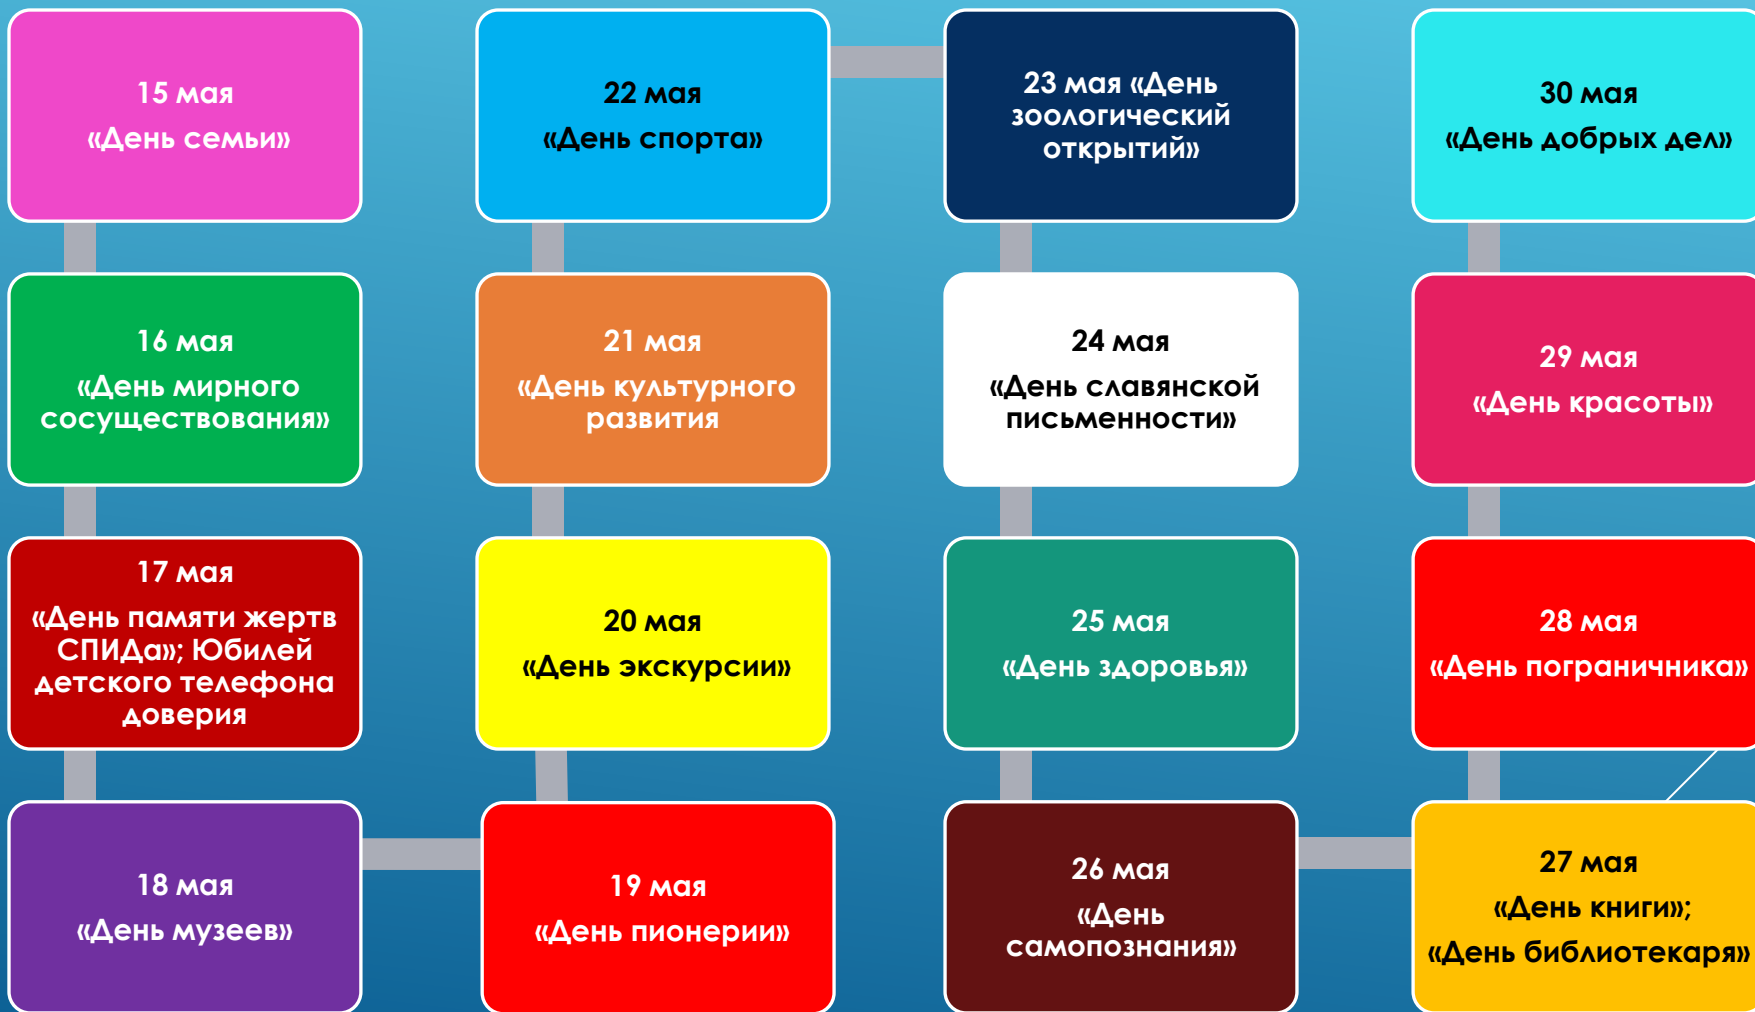 15 мая
«День семьи»
16 мая
«День мирного
сосуществования»
17 мая
«День памяти жертв
СПИДа»; Юбилей
детского телефона
доверия
18 мая
«День музеев»
19 мая
«День пионерии»
20 мая
«День экскурсии»
21 мая
«День культурного
развития
22 мая
«День спорта»
23 мая «День
зоологический
открытий»
24 мая
«День славянской
письменности»
25 мая
«День здоровья»
26 мая
«День
самопознания»
27 мая
«День книги»;
«День библиотекаря»
28 мая
«День пограничника»
29 мая
«День красоты»
30 мая
«День добрых дел»